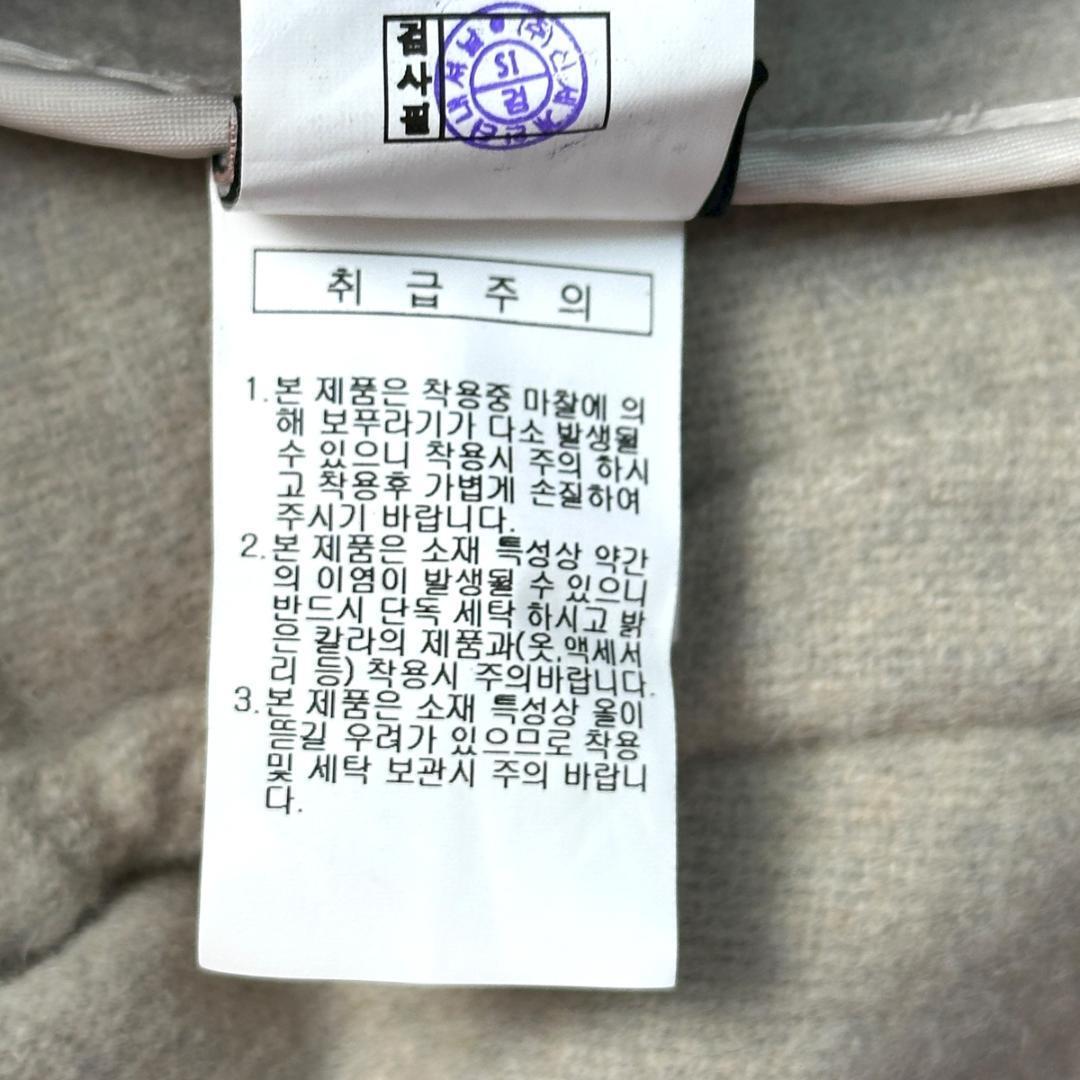 검사필
SI
검
취급주의
1. 본 제품은 착용중 마찰에 의
해 보푸라기가 다소 발생될
수 있으니 착용시 주의 하시
고 착용후 가볍게 손질하여
주시기 바랍니다.
2. 본 제품은 소재 특성상 약간
의 이염이 발생될 수 있으니
반드시 단독 세탁 하시고 밝
은 칼라의 제품과(옷,액세서
리 등) 착용시 주의바랍니다.
3. 본 제품은 소재 특성상 올이
뜯길 우려가 있으므로 착용
및 세탁 보관시 주의 바랍니
다.